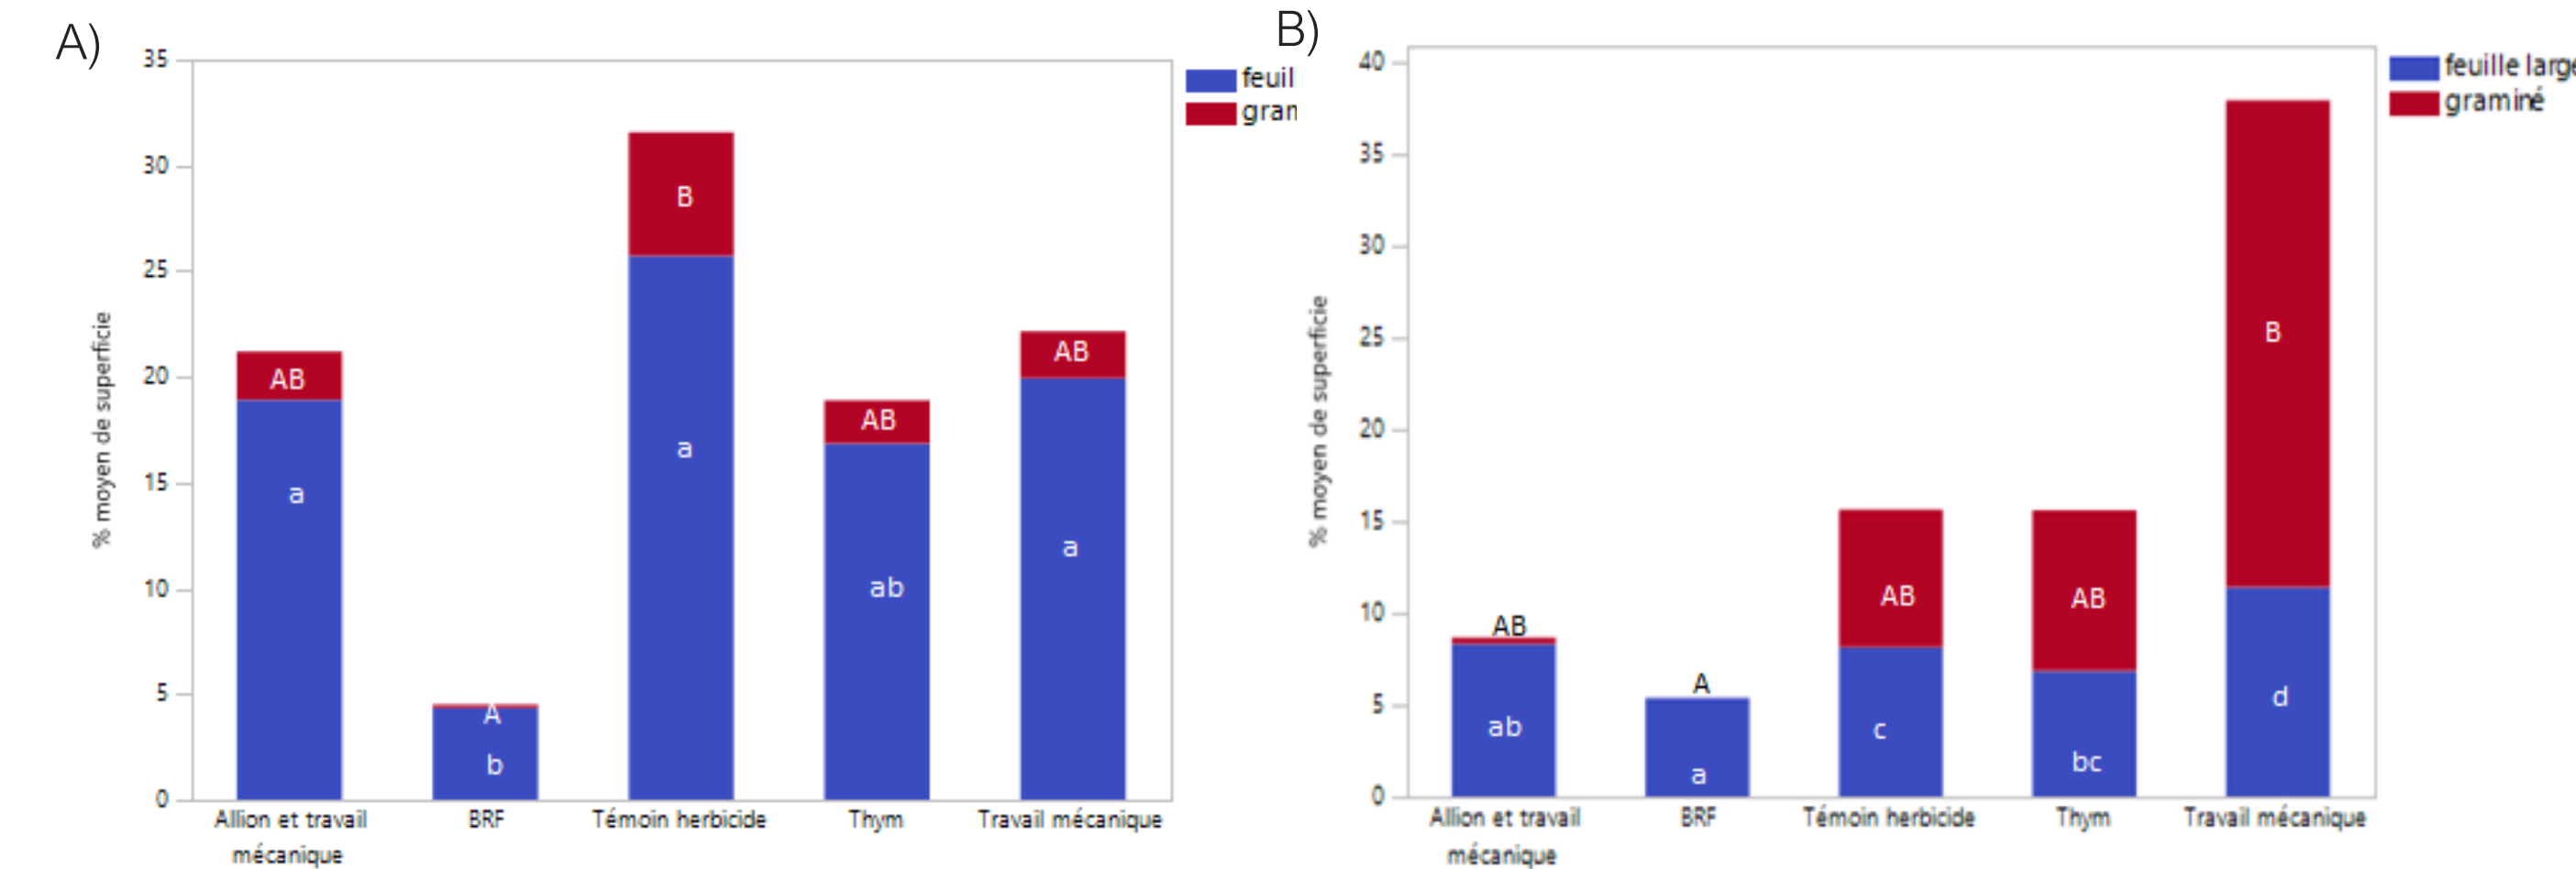 A)
35
30
25
20
15
10
5
0
% moyen de superficie
feuil
gran
AB
a
A
b
B
a
AB
ab
AB
a
Allion et travail mécanique
BRF
Témoin herbicide
Thym
Travail mécanique
B)
40
35
30
25
20
15
10
5
0
% moyen de superficie
feuille large
graminé
AB
ab
A
a
AB
c
AB
bc
B
d
Allion et travail
mécanique
BRF
Témoin herbicide
Thym
Travail mécanique